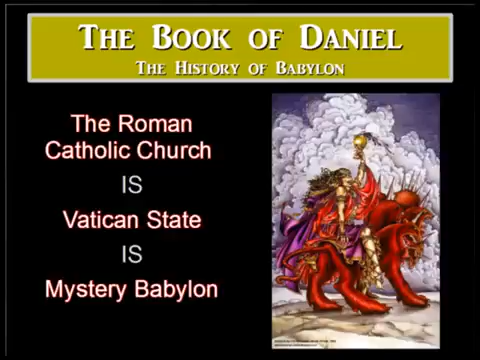 The Book of Daniel
The History of Babylon
The Roman
Catholic Church
IS
Vatican State
IS
Mystery Babylon